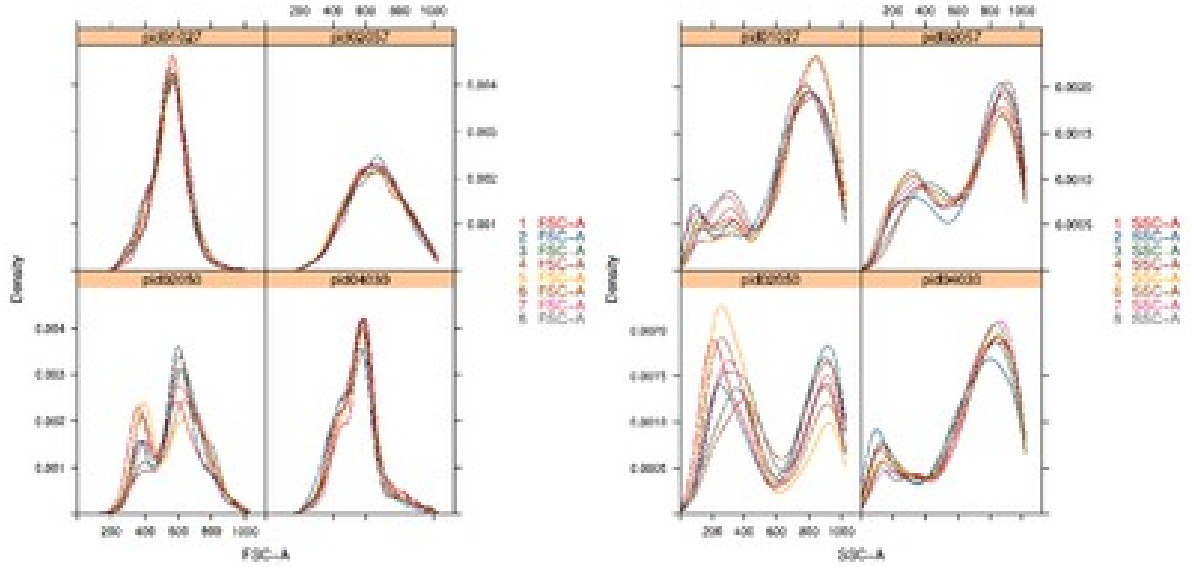 200 400 600 800 1000
0.004
0.003
0.002
0.001
Density
0.004
0.003
0.002
0.001
200 400 600 800 1000
FSC-A
1 FSC-A
2 FSC-A
3 FSC-A
4 FSC-A
5 FSC-A
6 FSC-A
7 FSC-A
8 FSC-A
200 400 600 800 1000
0.0020
0.0015
0.0010
0.0005
Density
0.0020
0.0015
0.0010
0.0005
200 400 600 800 1000
SSC-A
1 SSC-A
2 SSC-A
3 SSC-A
4 SSC-A
5 SSC-A
6 SSC-A
7 SSC-A
8 SSC-A